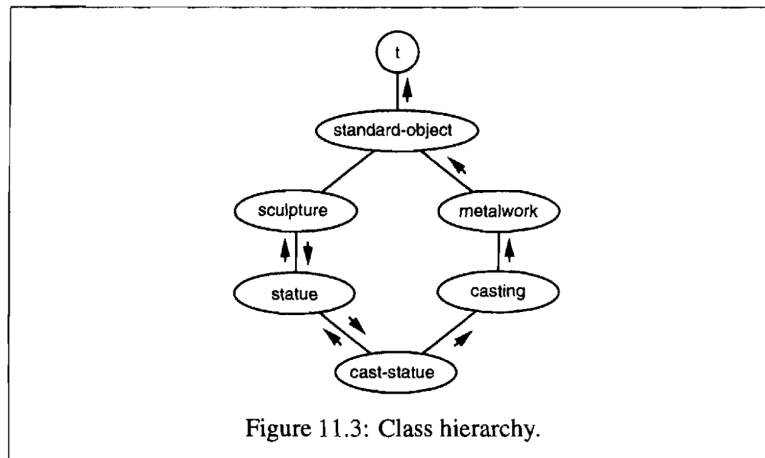 t
standard-object
sculpture
metalwork
statue
casting
cast-statue
Figure 11.3: Class hierarchy.